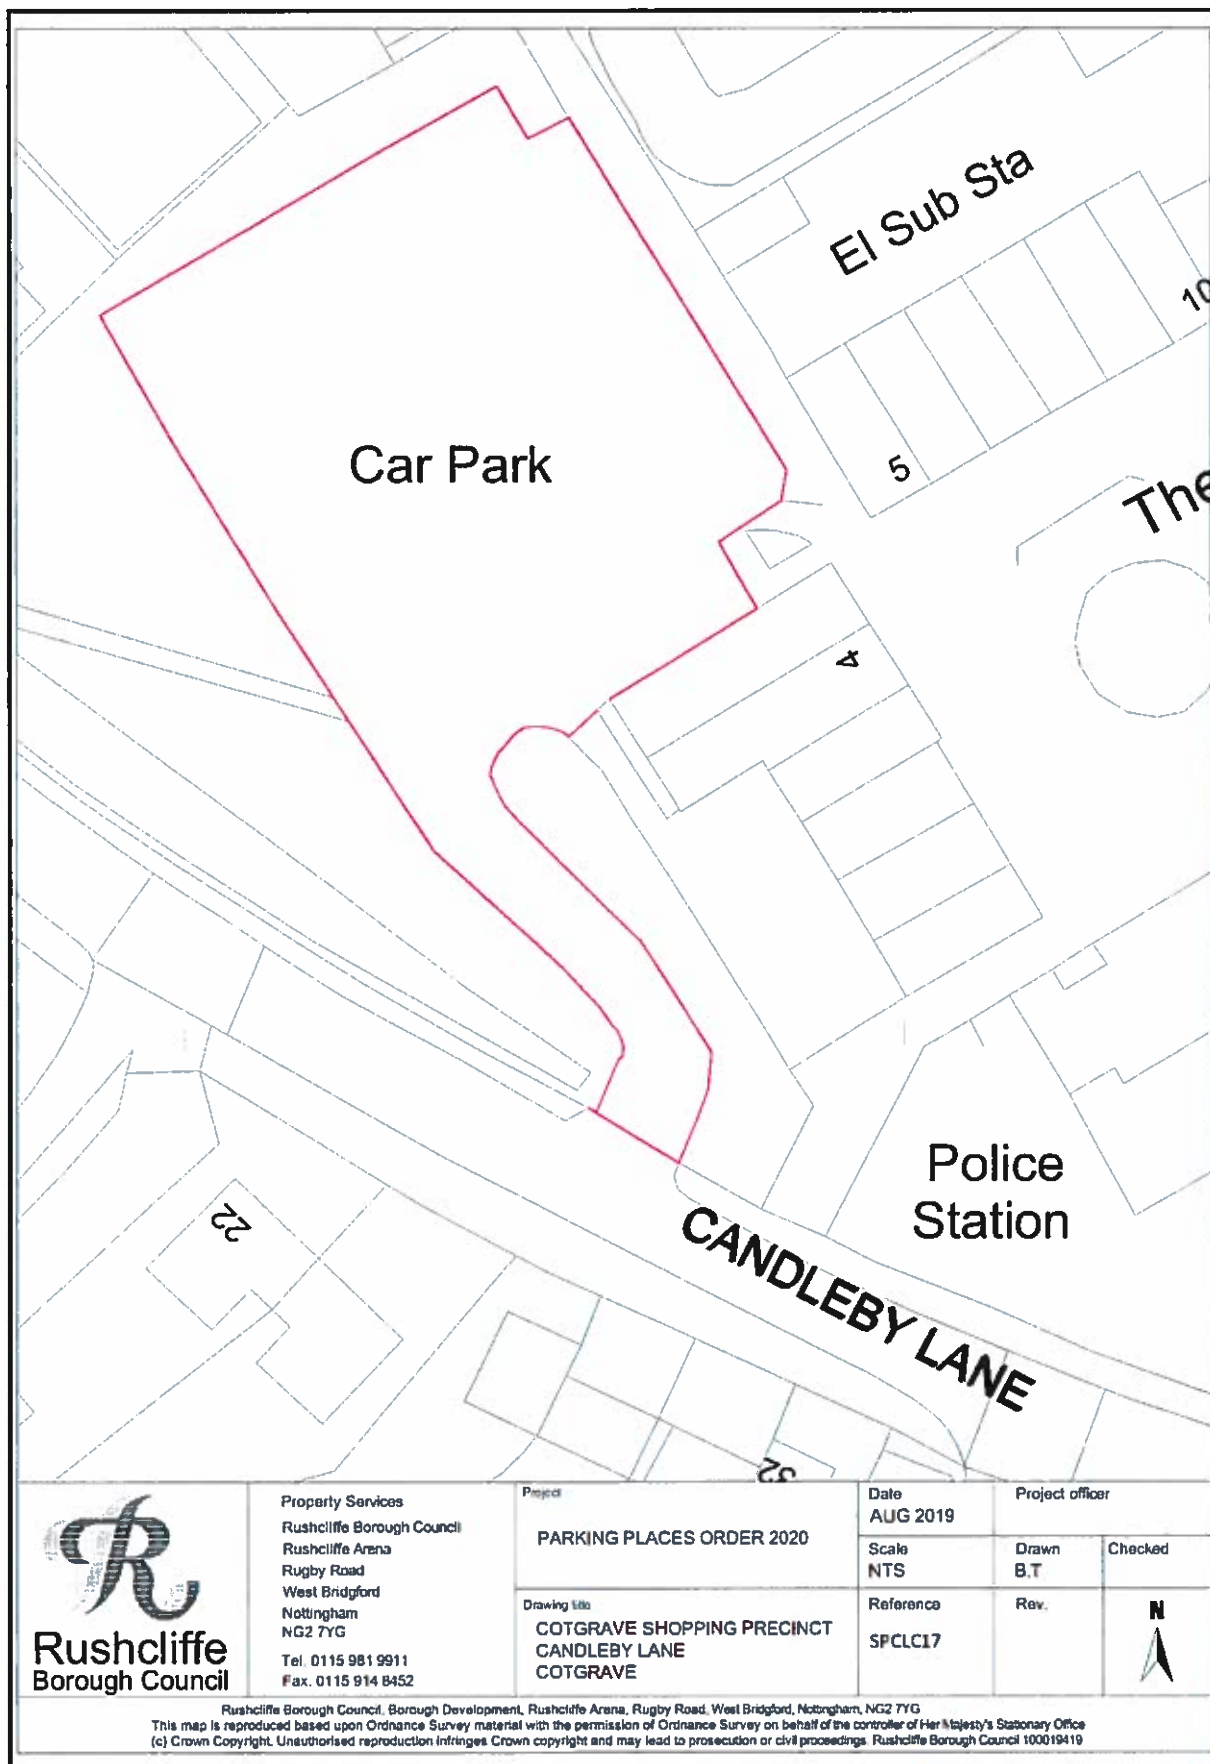 El Sub Sta
10
Car Park
5
The
4
Police
Station
22
CANDLEBY LANE
32
Rushcliffe
Borough Council
Property Services
Rushcliffe Borough Council
Rushcliffe Arena
Rugby Road
West Bridgford
Nottingham
NG2 7YG
Tel. 0115 981 9911
Fax. 0115 914 8452
Project
PARKING PLACES ORDER 2020
Drawing title
COTGRAVE SHOPPING PRECINCT
CANDLEBY LANE
COTGRAVE
Date
AUG 2019
Project officer
Scale
NTS
Drawn
B.T
Checked
Reference
SPCLC17
Rev.
N
Rushcliffe Borough Council, Borough Development, Rushcliffe Arena, Rugby Road, West Bridgford, Nottingham, NG2 7YG
This map is reproduced based upon Ordnance Survey material with the permission of Ordnance Survey on behalf of the controller of Her Majesty's Stationary Office
(c) Crown Copyright. Unauthorised reproduction infringes Crown copyright and may lead to prosecution or civil proceedings. Rushcliffe Borough Council 100019419